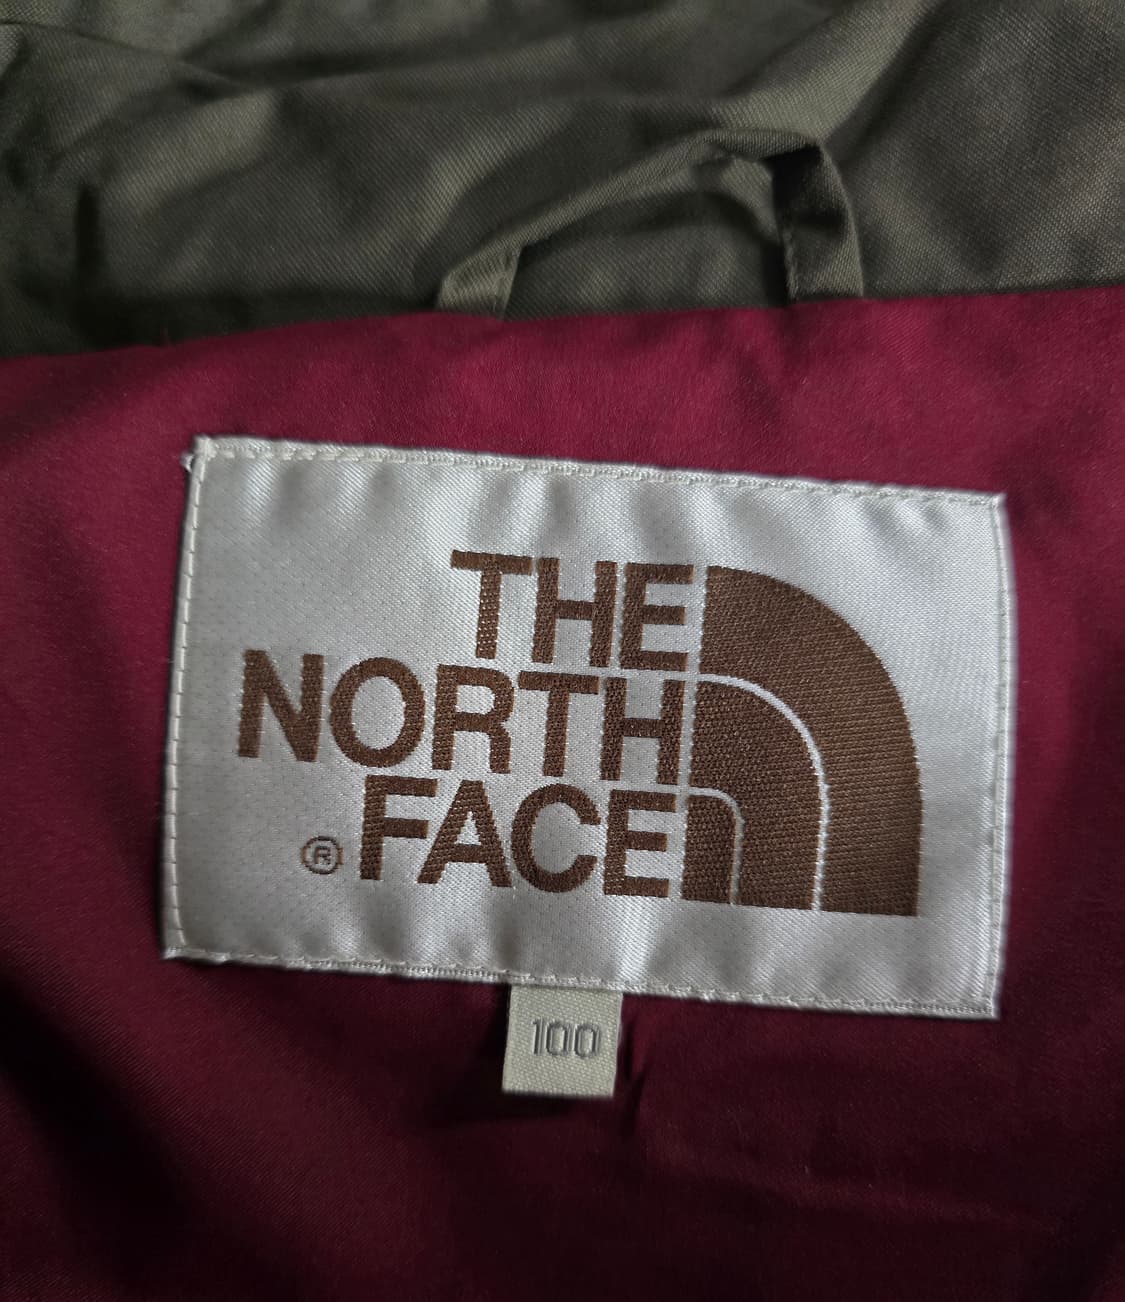 THE
NORTH
® FACE
100